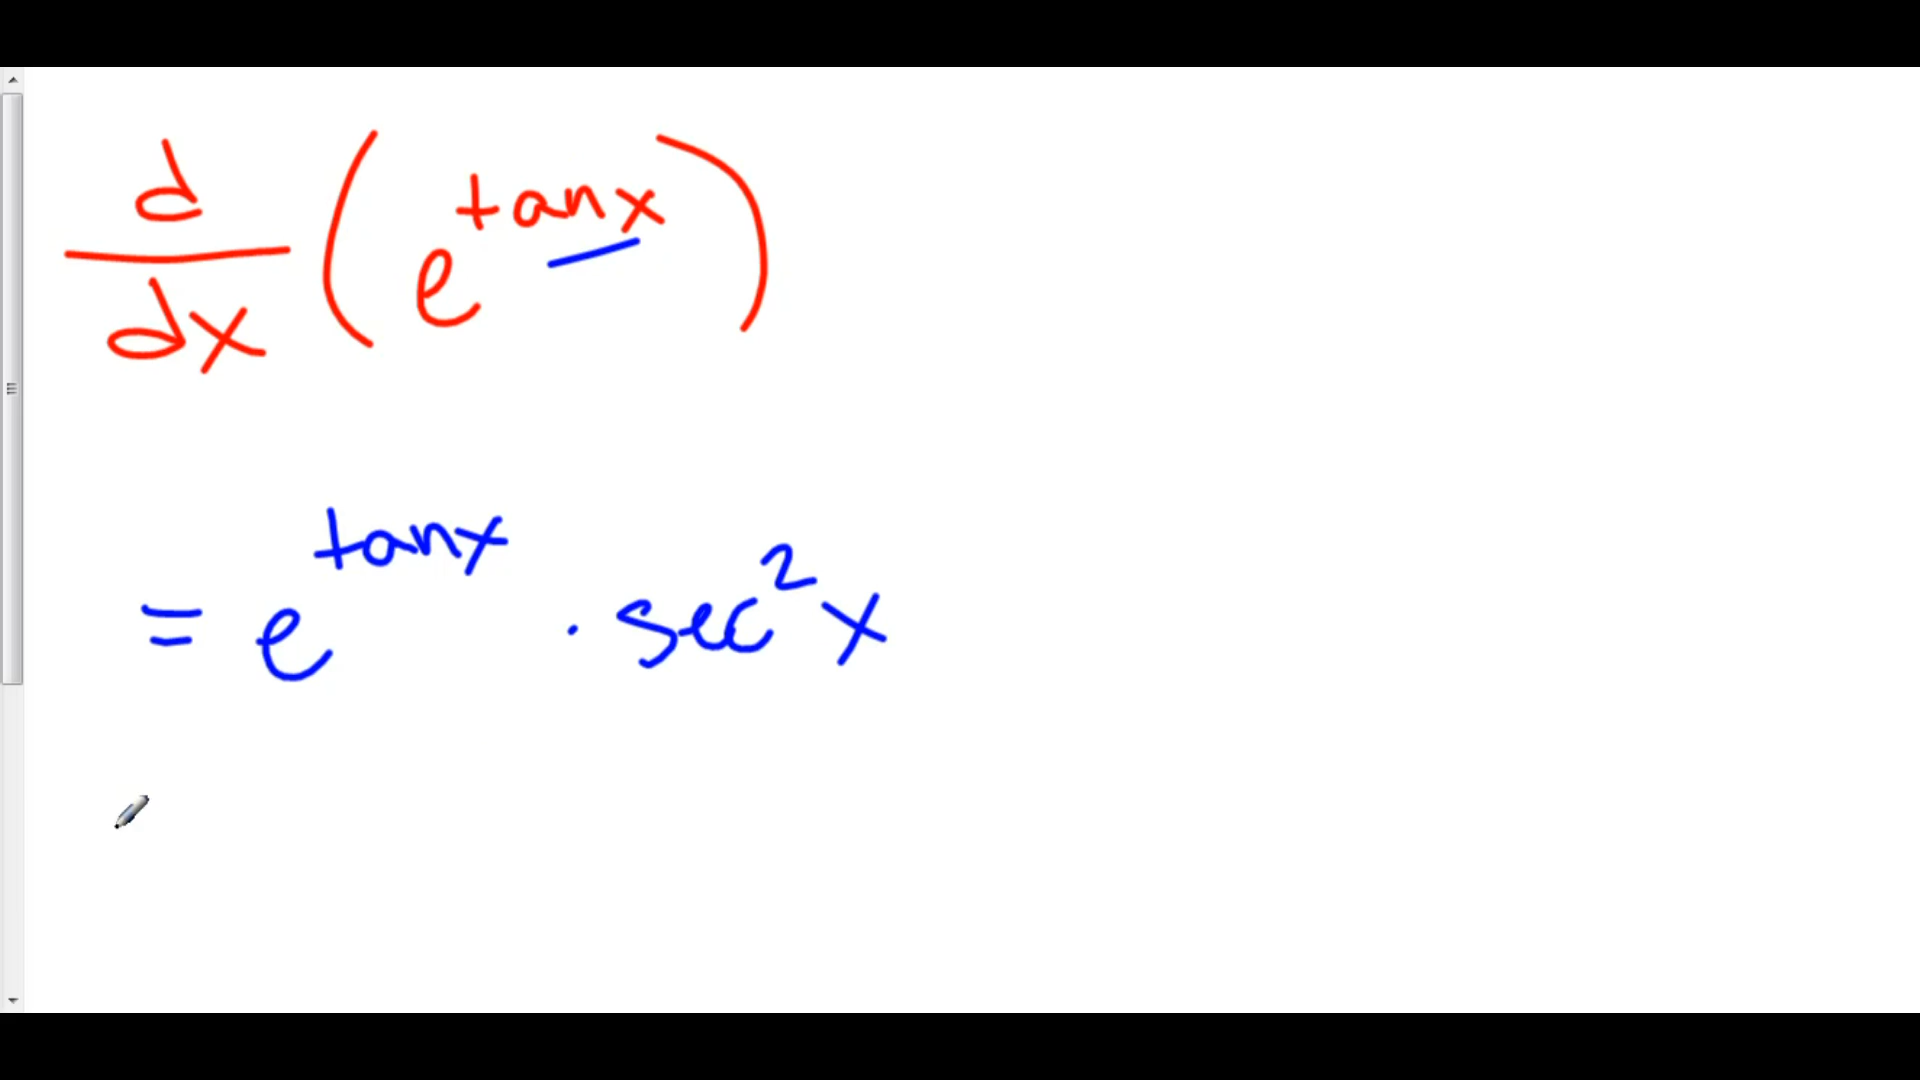 d/dx (e^tanx)
= e^tanx · sec²x